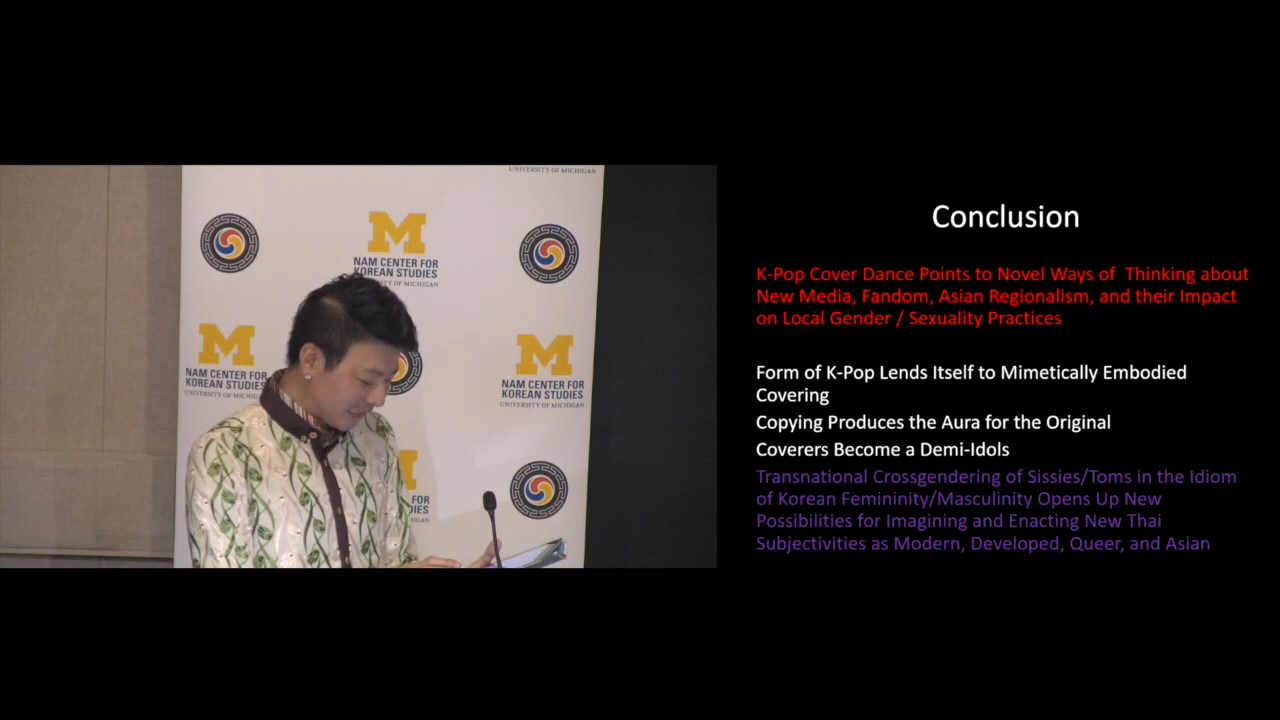 UNIVERSITY OF MICHIGAN
M
NAM CENTER FOR
KOREAN STUDIES
OF MICHIGAN
M
NAM CENTER FOR
KOREAN STUDIES
UNIVERSITY OF MICHIGAN
M
NAM CENTER FOR
KOREAN STUDIES
UNIVERSITY OF MICHIGAN
FOR
Conclusion
K-Pop Cover Dance Points to Novel Ways of Thinking about
New Media, Fandom, Asian Regionalism, and their Impact
on Local Gender / Sexuality Practices
Form of K-Pop Lends Itself to Mimetically Embodied
Covering
Copying Produces the Aura for the Original
Coverers Become a Demi-Idols
Transnational Crossgendering of Sissies/Toms in the Idiom
of Korean Femininity/Masculinity Opens Up New
Possibilities for Imagining and Enacting New Thai
Subjectivities as Modern, Developed, Queer, and Asian